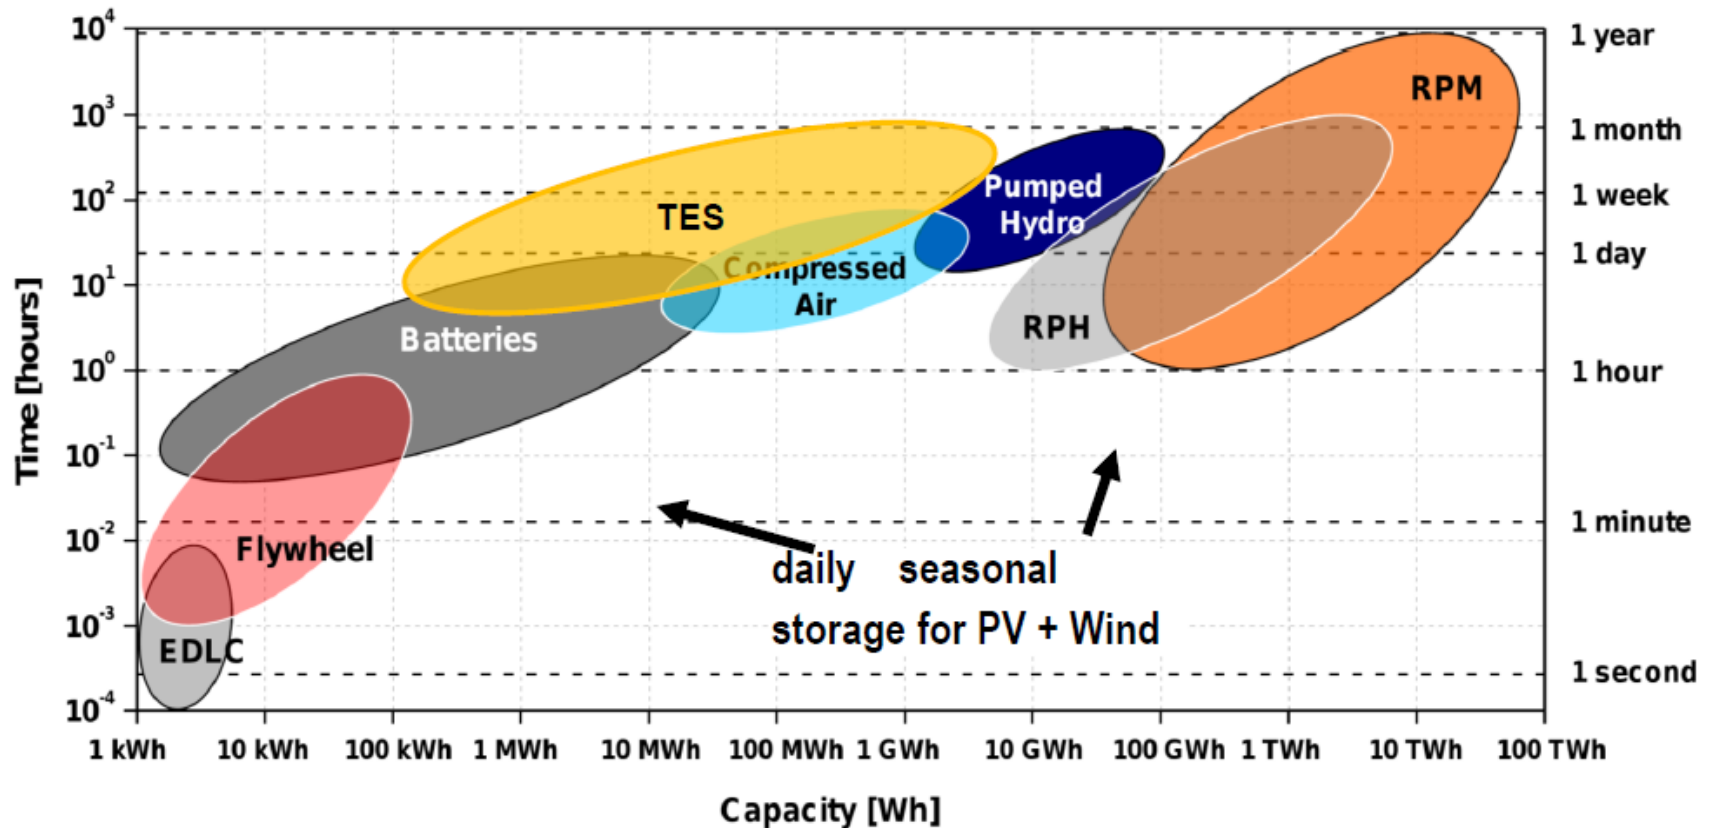 10⁴
10³
10²
10¹
10⁰
10⁻¹
10⁻²
10⁻³
10⁻⁴
Time [hours]
1 year
1 month
1 week
1 day
1 hour
1 minute
1 second
RPM
Pumped
Hydro
TES
Compressed
Air
RPH
Batteries
Flywheel
EDLC
daily seasonal
storage for PV + Wind
1 kWh 10 kWh 100 kWh 1 MWh 10 MWh 100 MWh 1 GWh 10 GWh 100 GWh 1 TWh 10 TWh 100 TWh
Capacity [Wh]